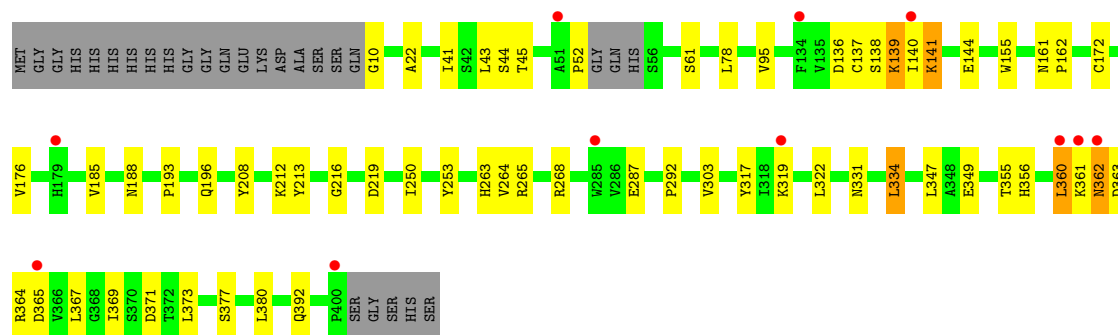 MET GLY GLY HIS HIS HIS HIS HIS HIS HIS GLY GLY GLN GLU LYS ASP ALA SER SER GLN G10 A22 I41 S42 L43 S44 T45 A51 P52 GLY GLN HIS S56 S61 L78 V95 F134 V135 D136 C137 S138 K139 I140 K141 E144 W155 N161 P162 C172
V176 H179 V185 N188 P193 Q196 Y208 K212 Y213 G216 D219 I250 Y253 H263 V264 R265 R268 W285 V286 E287 P292 V303 Y317 I318 K319 L322 N331 L334 L347 A348 E349 T355 H356 L360 K361 N362
R364 D365 V366 L367 G368 I369 S370 D371 T372 L373 S377 L380 Q392 P400 SER GLY SER HIS SER